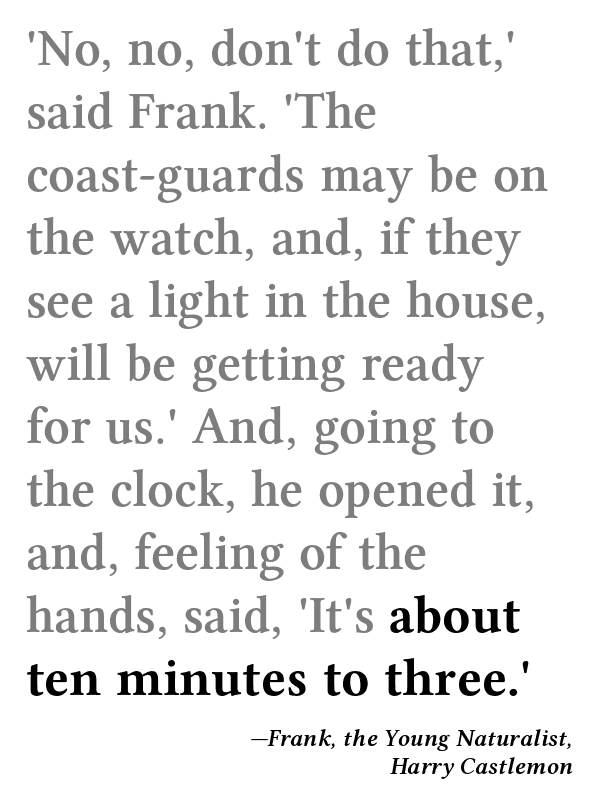 'No, no, don't do that,'
said Frank. 'The
coast-guards may be on
the watch, and, if they
see a light in the house,
will be getting ready
for us.' And, going to
the clock, he opened it,
and, feeling of the
hands, said, 'It's about
ten minutes to three.'
—Frank, the Young Naturalist,
Harry Castlemon